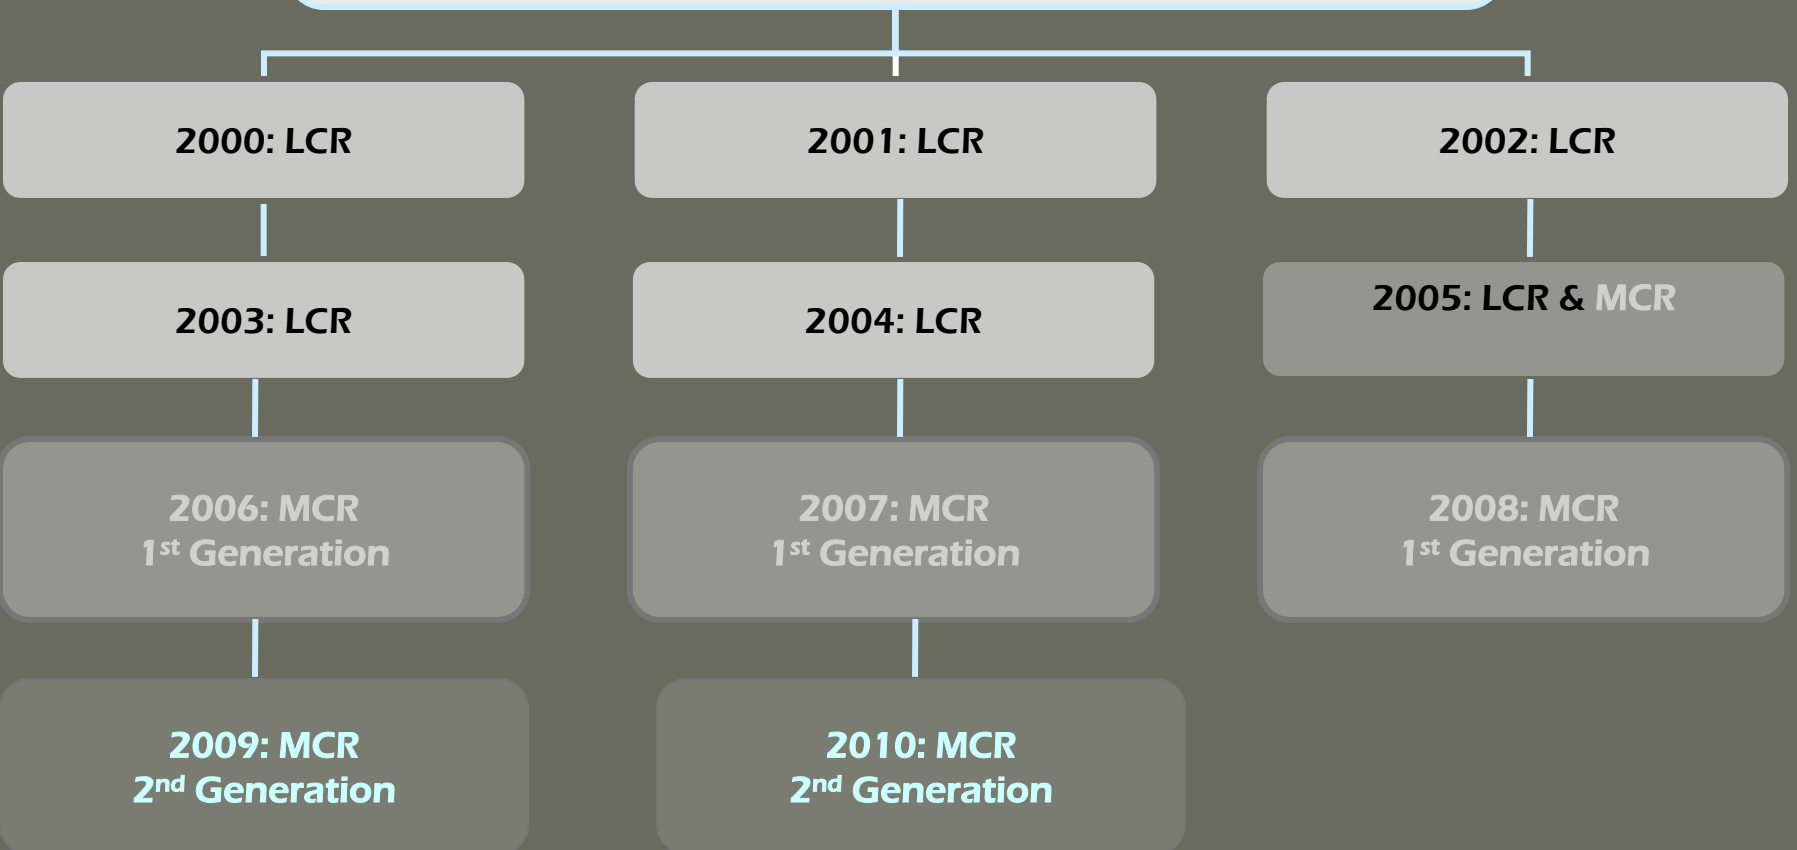 2000: LCR
2001: LCR
2002: LCR
2003: LCR
2004: LCR
2005: LCR & MCR
2006: MCR
1st Generation
2007: MCR
1st Generation
2008: MCR
1st Generation
2009: MCR
2nd Generation
2010: MCR
2nd Generation